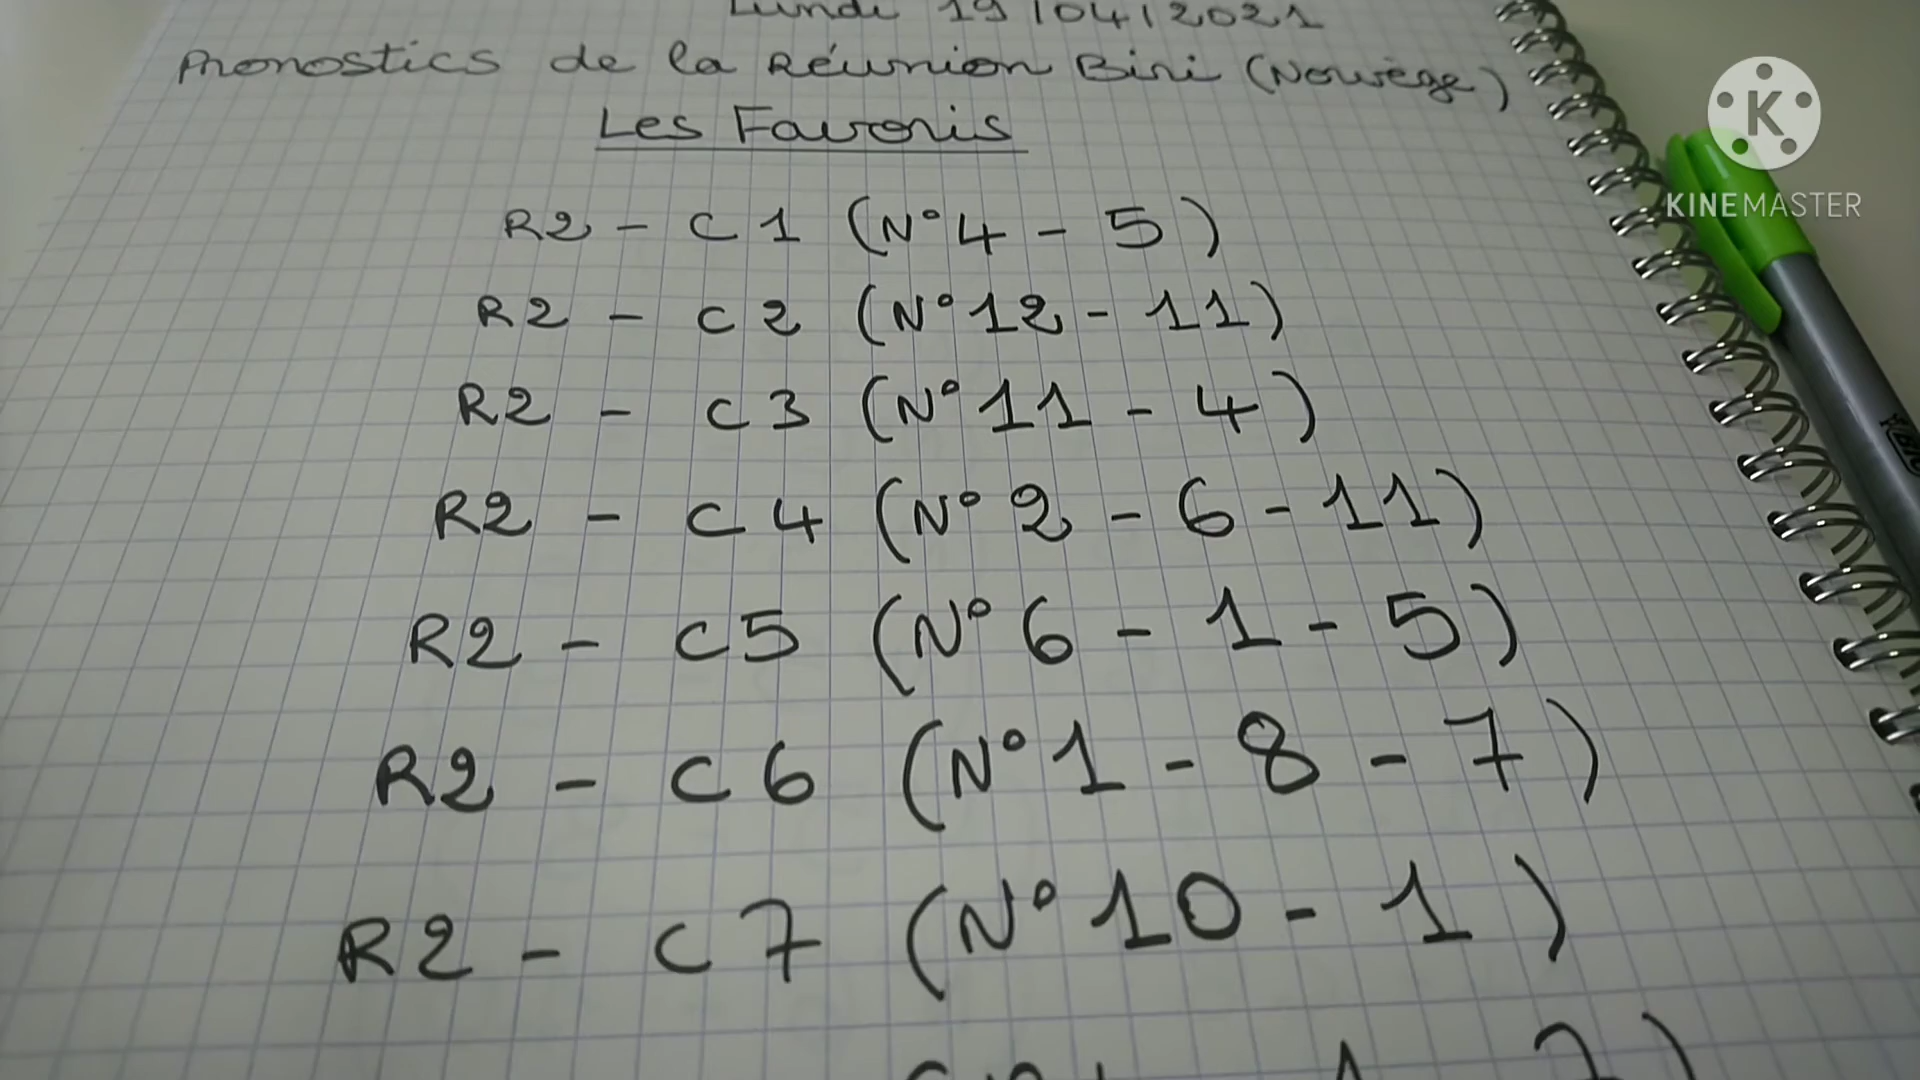 Lundi 19/04/2021
Pronostics de la Réunion Biri (Norvège)
Les Favoris
R2 - C1 (N°4 - 5)
R2 - C2 (N°12 - 11)
R2 - C3 (N°11 - 4)
R2 - C4 (N°2 - 6 - 11)
R2 - C5 (N°6 - 1 - 5)
R2 - C6 (N°1 - 8 - 7)
R2 - C7 (N°10 - 1)
K
KINEMASTER